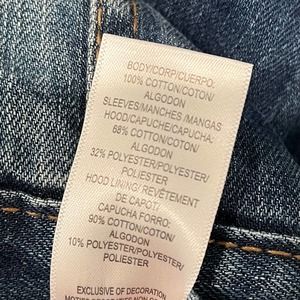 BODY/CORP/CUERPO:
100% COTTON/COTON/
ALGODON
SLEEVES/MANCHES /MANGAS
HOOD/CAPUCHE/CAPUCHA:
68% COTTON/COTON/
ALGODON
32% POLYESTER/POLYESTER/
POLIESTER
HOOD LINING/ REVÊTEMENT
DE CAPOT/
CAPUCHA FORRO:
90% COTTON/COTON/
ALGODON
10% POLYESTER/POLYESTER/
POLIESTER
EXCLUSIVE OF DECORATION